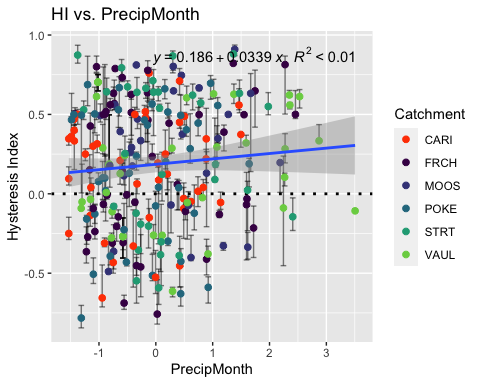 HI vs. PrecipMonth
y = 0.186 + 0.0339 x, R² < 0.01
1.0
0.5
0.0
-0.5
Hysteresis Index
-1 0 1 2 3
PrecipMonth
Catchment
CARI
FRCH
MOOS
POKE
STRT
VAUL